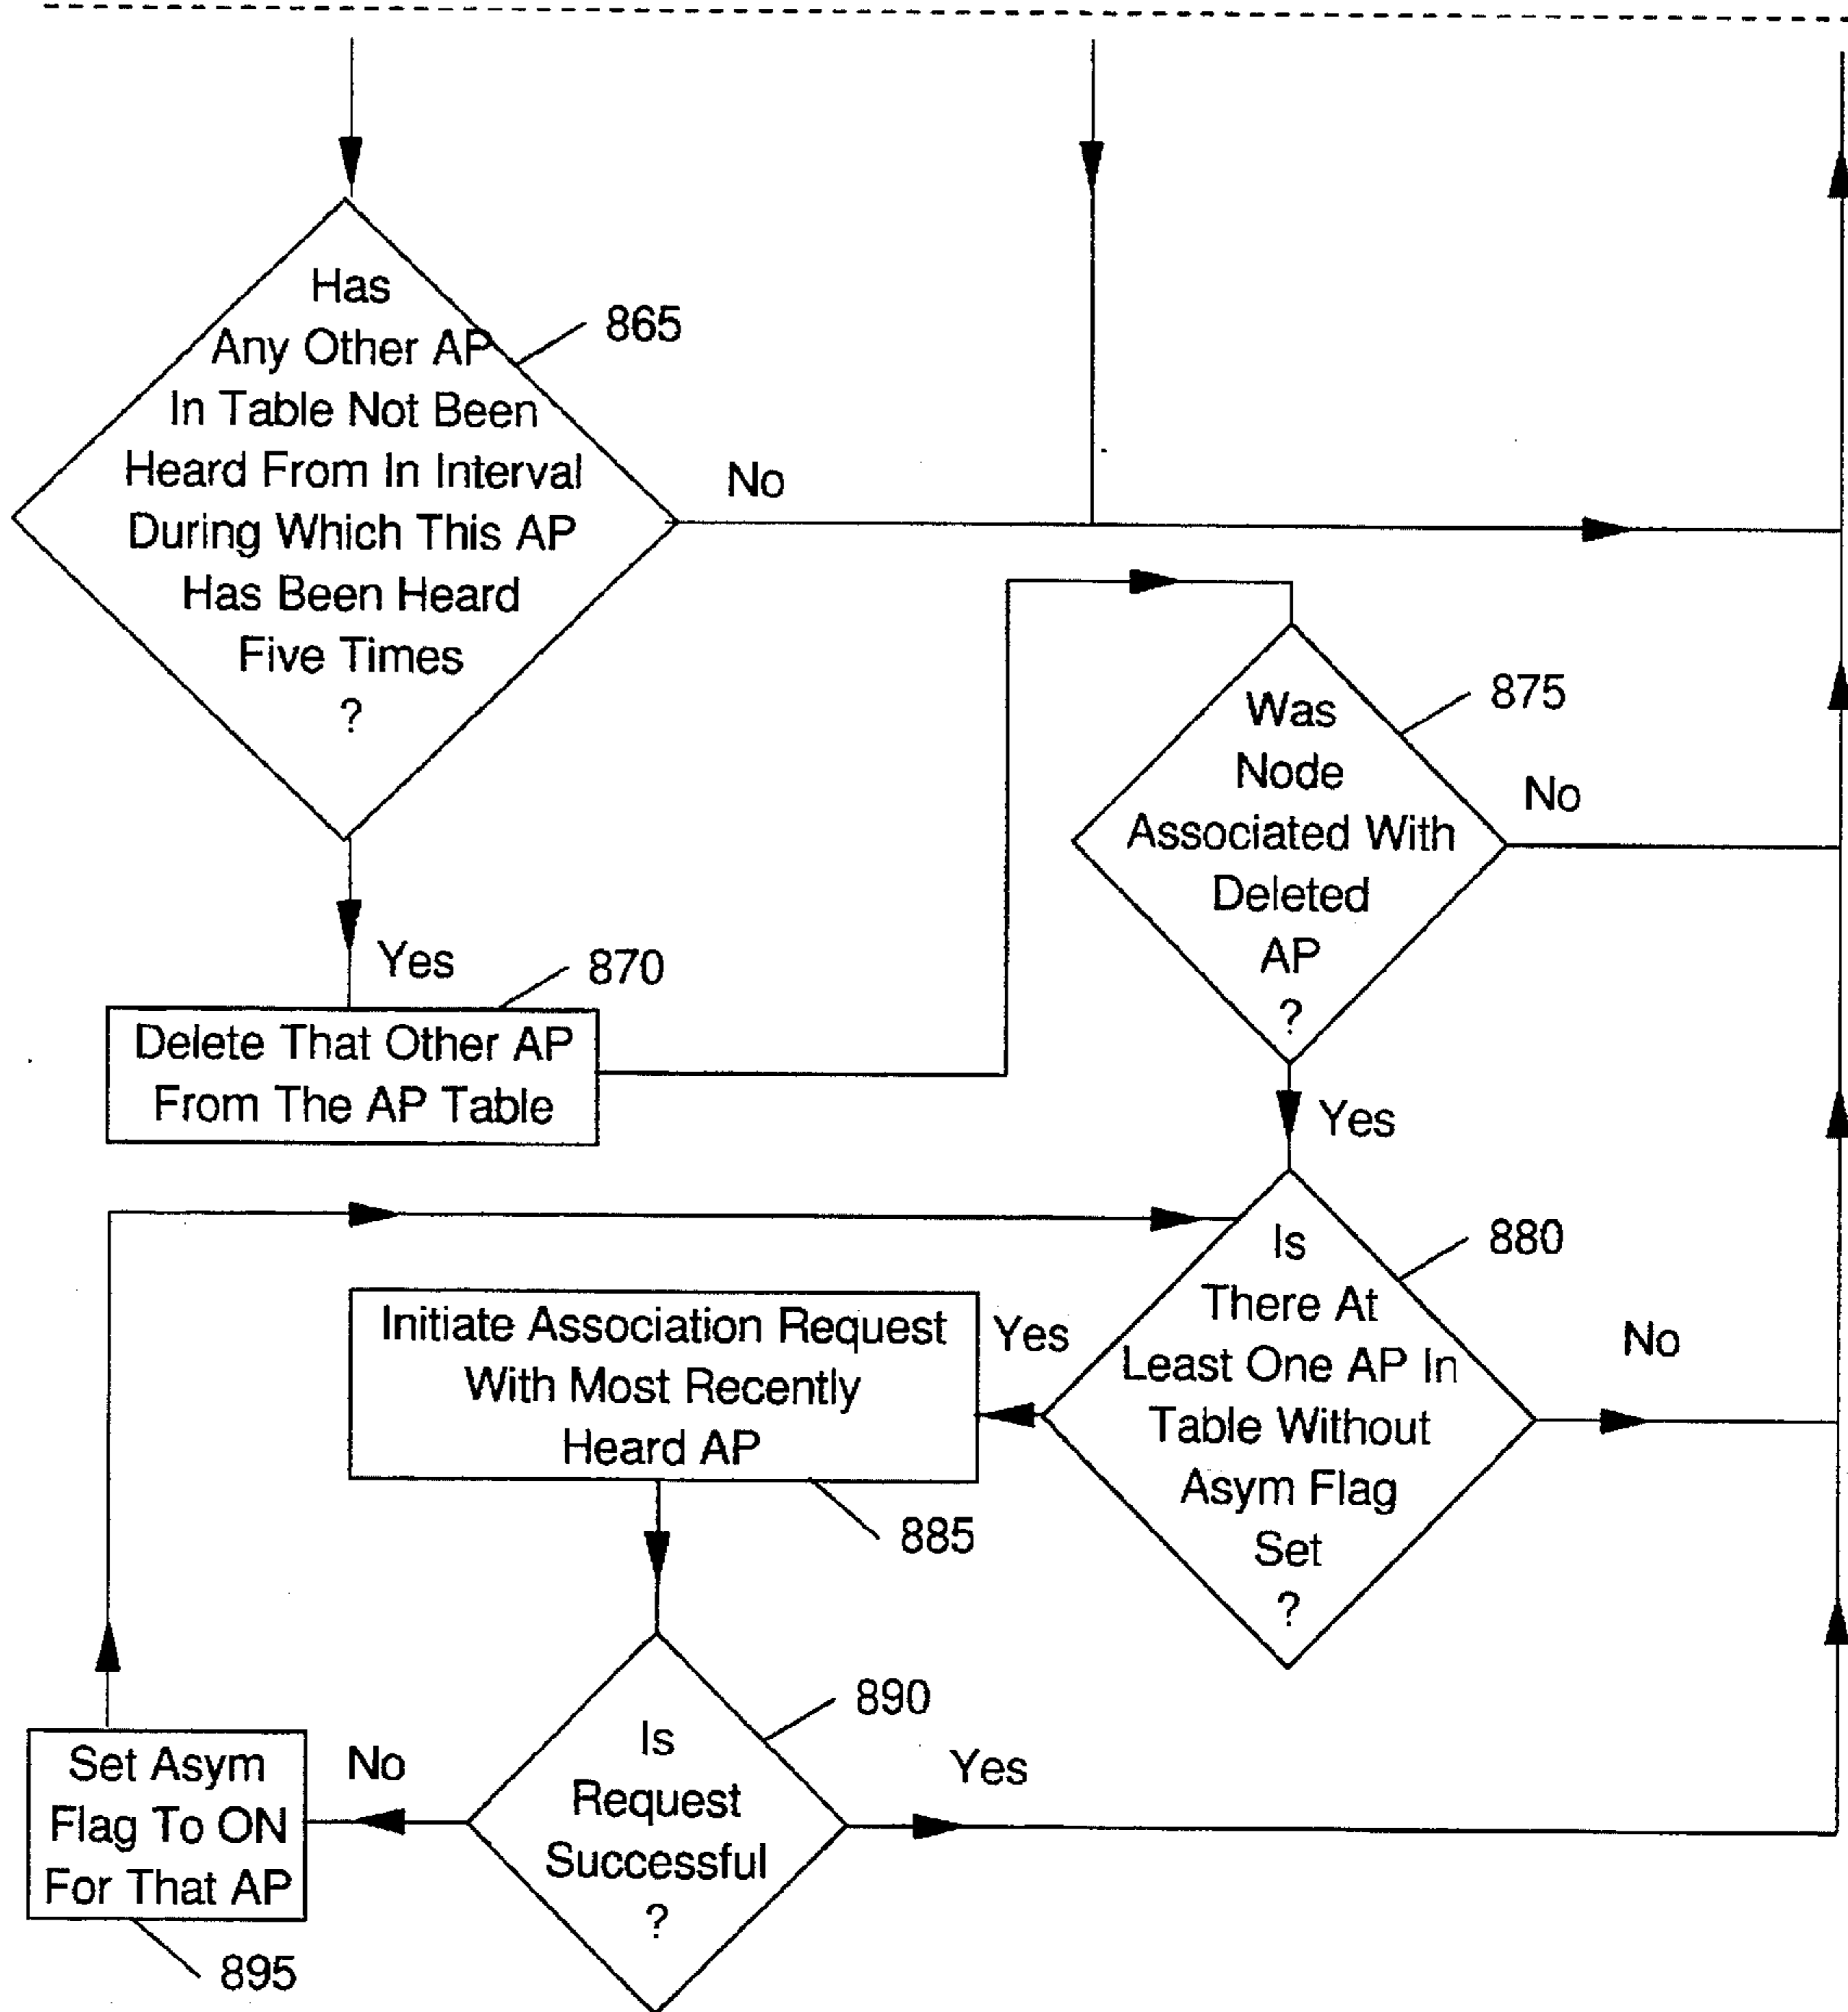 Has
Any Other AP
In Table Not Been
Heard From In Interval
During Which This AP
Has Been Heard
Five Times
?
865
No
Yes
870
Delete That Other AP
From The AP Table
Was
Node
Associated With
Deleted
AP
?
875
No
Yes
Is
There At
Least One AP In
Table Without
Asym Flag
Set
?
880
No
Yes
Initiate Association Request
With Most Recently
Heard AP
885
Is
Request
Successful
?
890
Yes
No
Set Asym
Flag To ON
For That AP
895